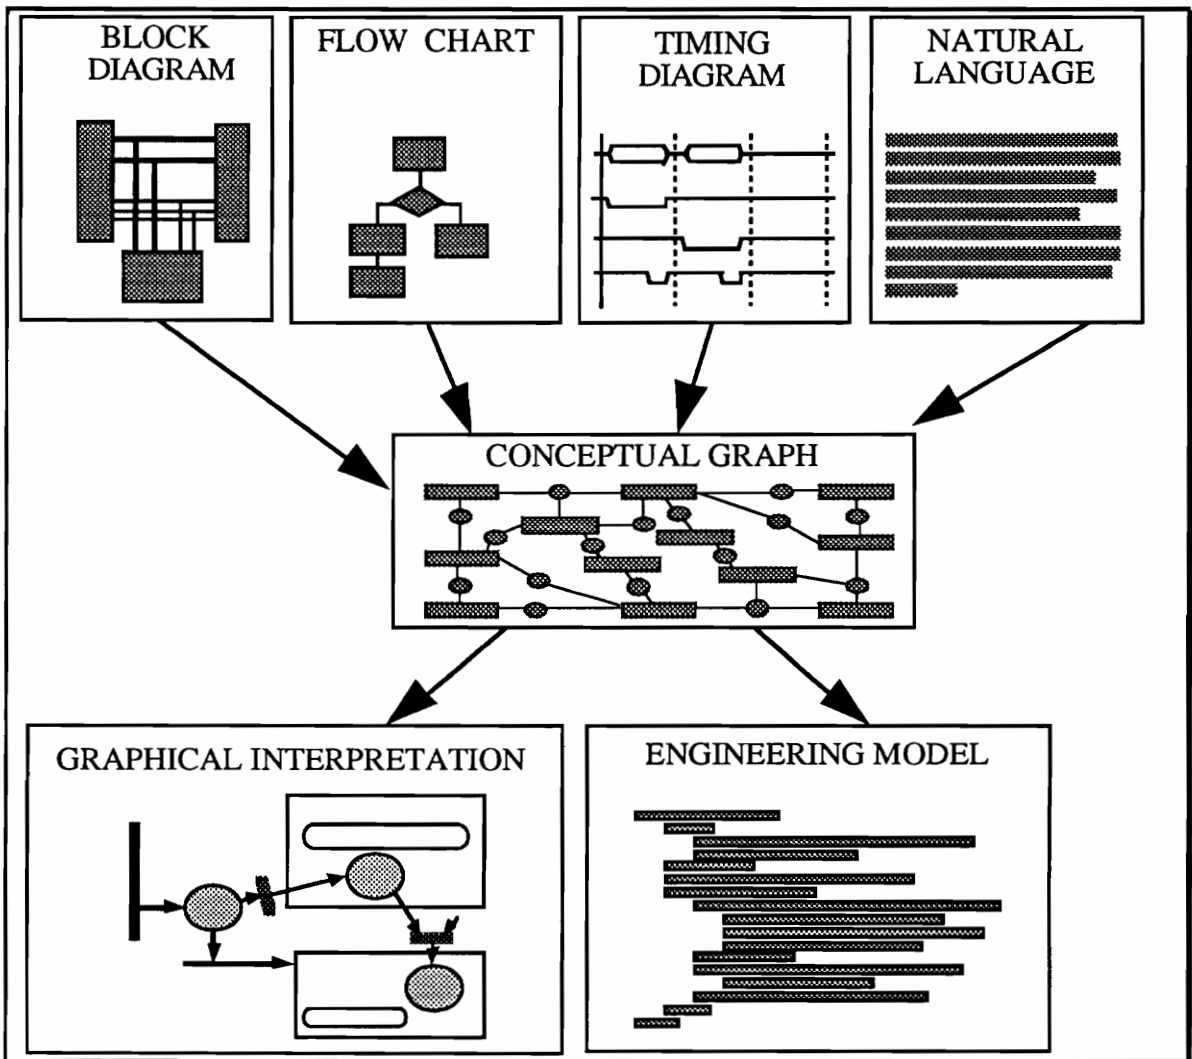 BLOCK
DIAGRAM
FLOW CHART
TIMING
DIAGRAM
NATURAL
LANGUAGE
CONCEPTUAL GRAPH
GRAPHICAL INTERPRETATION
ENGINEERING MODEL